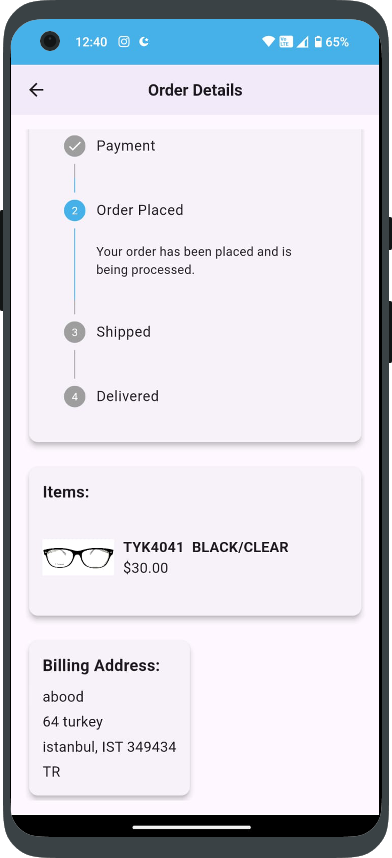 12:40 65%
Order Details
Payment
2 Order Placed
Your order has been placed and is
being processed.
3 Shipped
4 Delivered
Items:
TYK4041 BLACK/CLEAR
$30.00
Billing Address:
abood
64 turkey
istanbul, IST 349434
TR